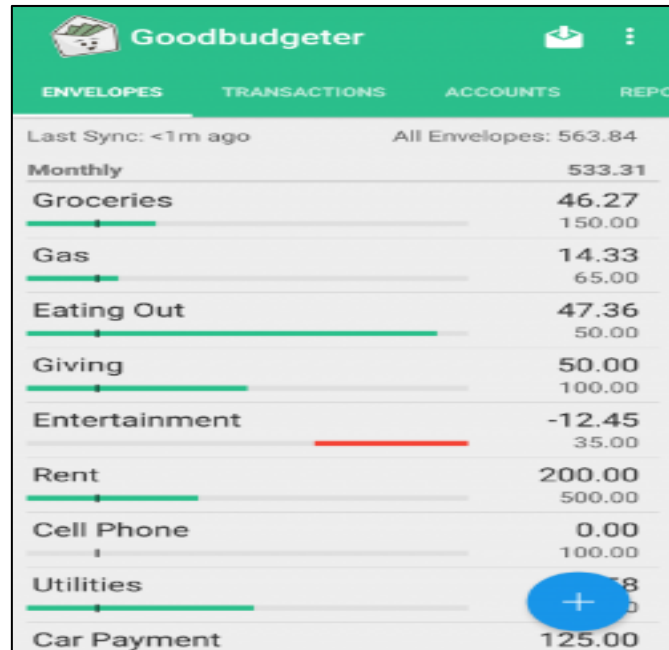 Goodbudgeter
ENVELOPES TRANSACTIONS ACCOUNTS REPO
Last Sync: <1m ago All Envelopes: 563.84
Monthly 533.31
Groceries 46.27
150.00
Gas 14.33
65.00
Eating Out 47.36
50.00
Giving 50.00
100.00
Entertainment -12.45
35.00
Rent 200.00
500.00
Cell Phone 0.00
100.00
Utilities
Car Payment 125.00